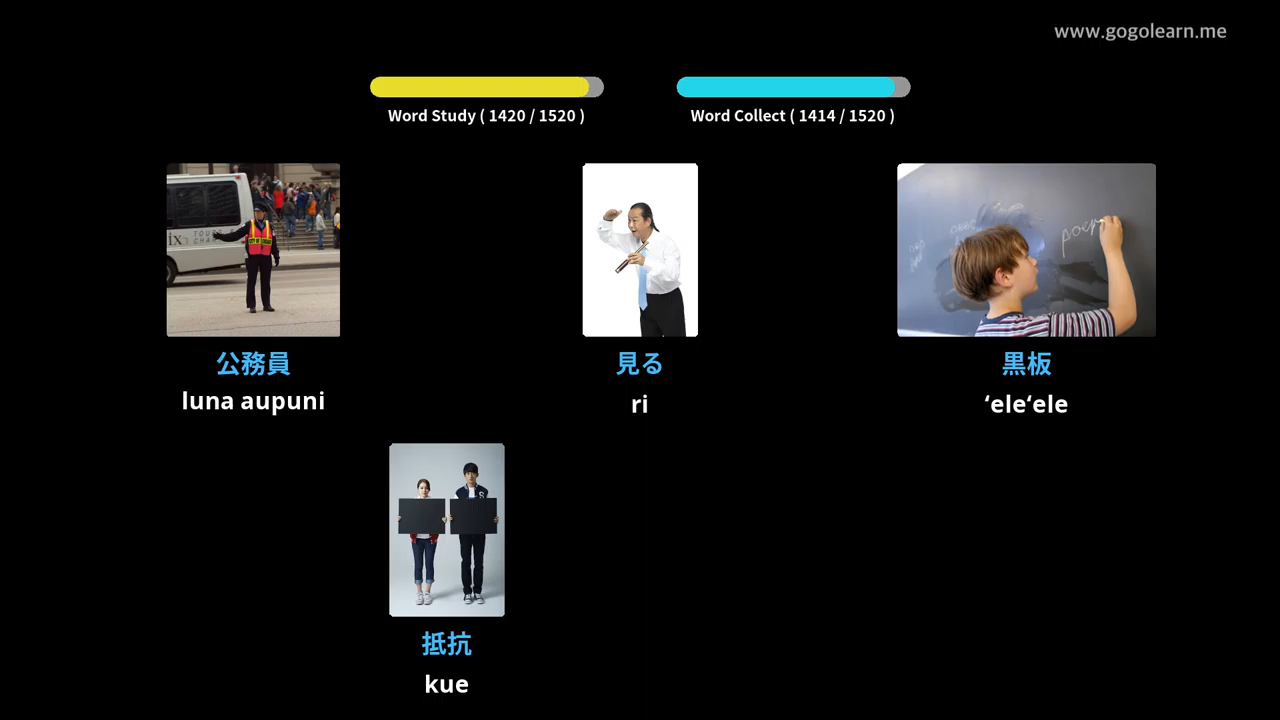 www.gogolearn.me
Word Study ( 1420 / 1520 )
Word Collect ( 1414 / 1520 )
公務員
luna aupuni
見る
ri
黒板
ʻeleʻele
抵抗
kue